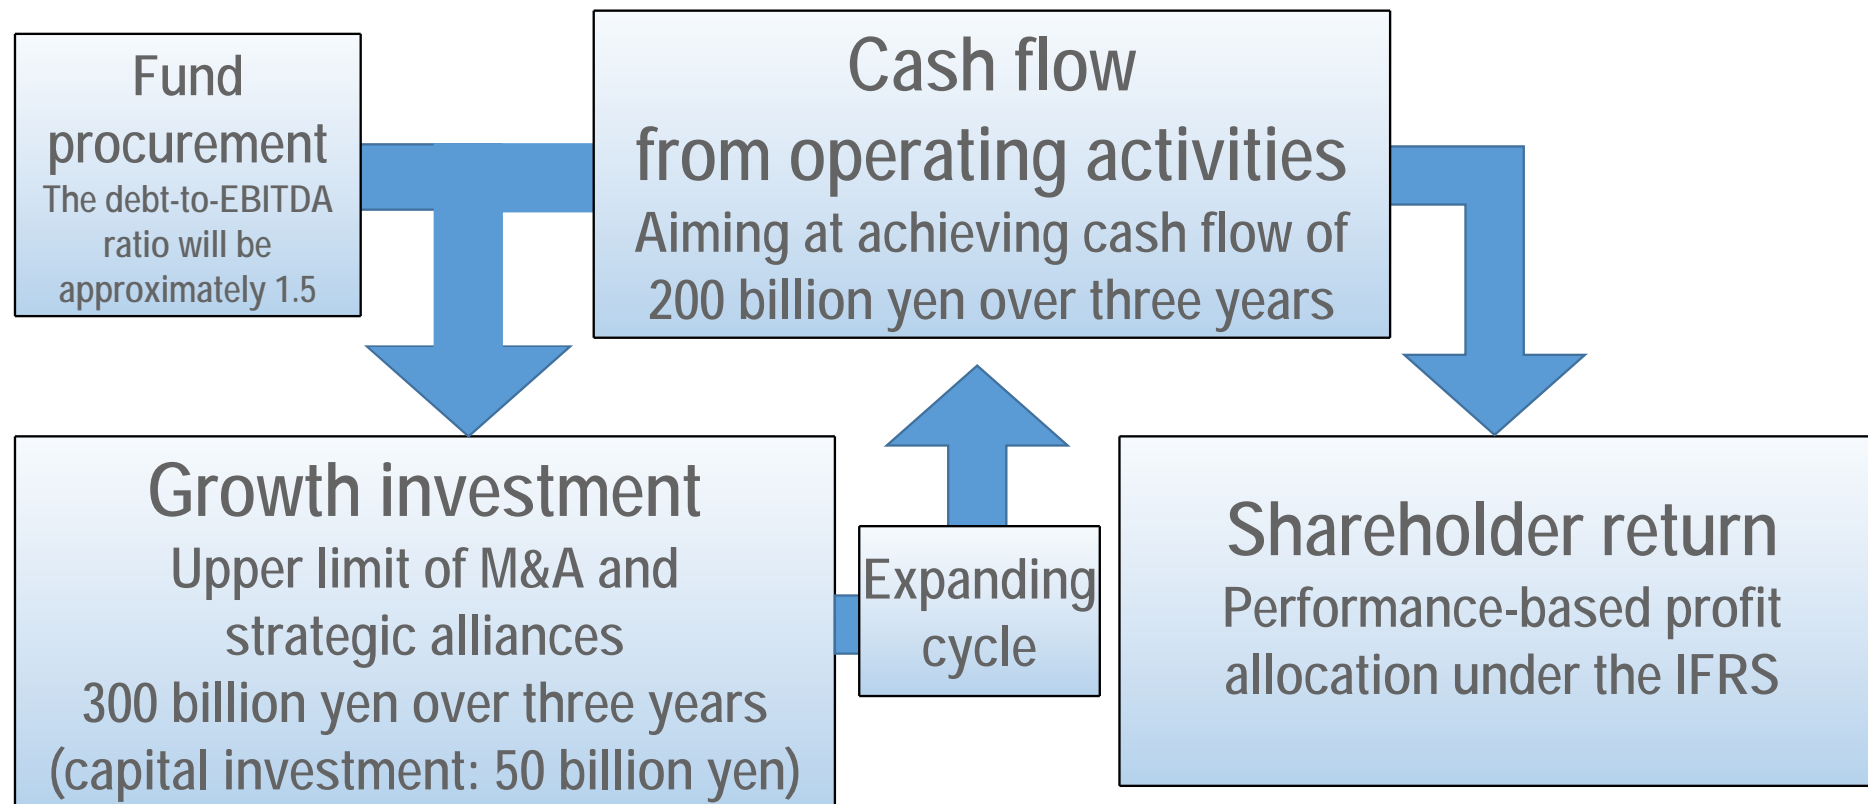 Fund
procurement
The debt-to-EBITDA
ratio will be
approximately 1.5
Cash flow
from operating activities
Aiming at achieving cash flow of
200 billion yen over three years
Growth investment
Upper limit of M&A and
strategic alliances
300 billion yen over three years
(capital investment: 50 billion yen)
Expanding
cycle
Shareholder return
Performance-based profit
allocation under the IFRS